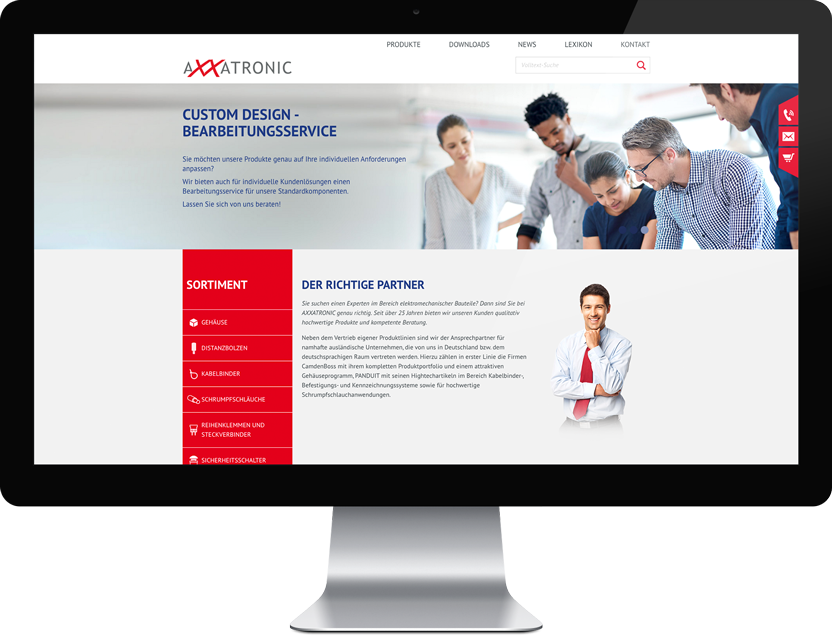 PRODUKTE DOWNLOADS NEWS LEXIKON KONTAKT
AXXATRONIC
CUSTOM DESIGN -
BEARBEITUNGSSERVICE
Sie möchten unsere Produkte genau auf Ihre individuellen Anforderungen
anpassen?
Wir bieten auch für individuelle Kundenlösungen einen
Bearbeitungsservice für unsere Standardkomponenten.
Lassen Sie sich von uns beraten!
SORTIMENT
GEHÄUSE
DISTANZBOLZEN
KABELBINDER
SCHRUMPFSCHLÄUCHE
REIHENKLEMMEN UND
STECKVERBINDER
SICHERHEITSSCHALTER
DER RICHTIGE PARTNER
Sie suchen einen Experten im Bereich elektromechanischer Bauteile? Dann sind Sie bei
AXXATRONIC genau richtig. Seit über 25 Jahren bieten wir unseren Kunden qualitativ
hochwertige Produkte und kompetente Beratung.
Neben dem Vertrieb eigener Produktlinien sind wir der Ansprechpartner für
namhafte ausländische Unternehmen, die von uns in Deutschland bzw. dem
deutschsprachigen Raum vertreten werden. Hierzu zählen in erster Linie die Firmen
CamdenBoss mit ihrem kompletten Produktportfolio und einem attraktiven
Gehäuseprogramm, PANDUIT mit seinen Hightechartikeln im Bereich Kabelbinder-,
Befestigungs- und Kennzeichnungssysteme sowie für hochwertige
Schrumpfschlauchanwendungen.